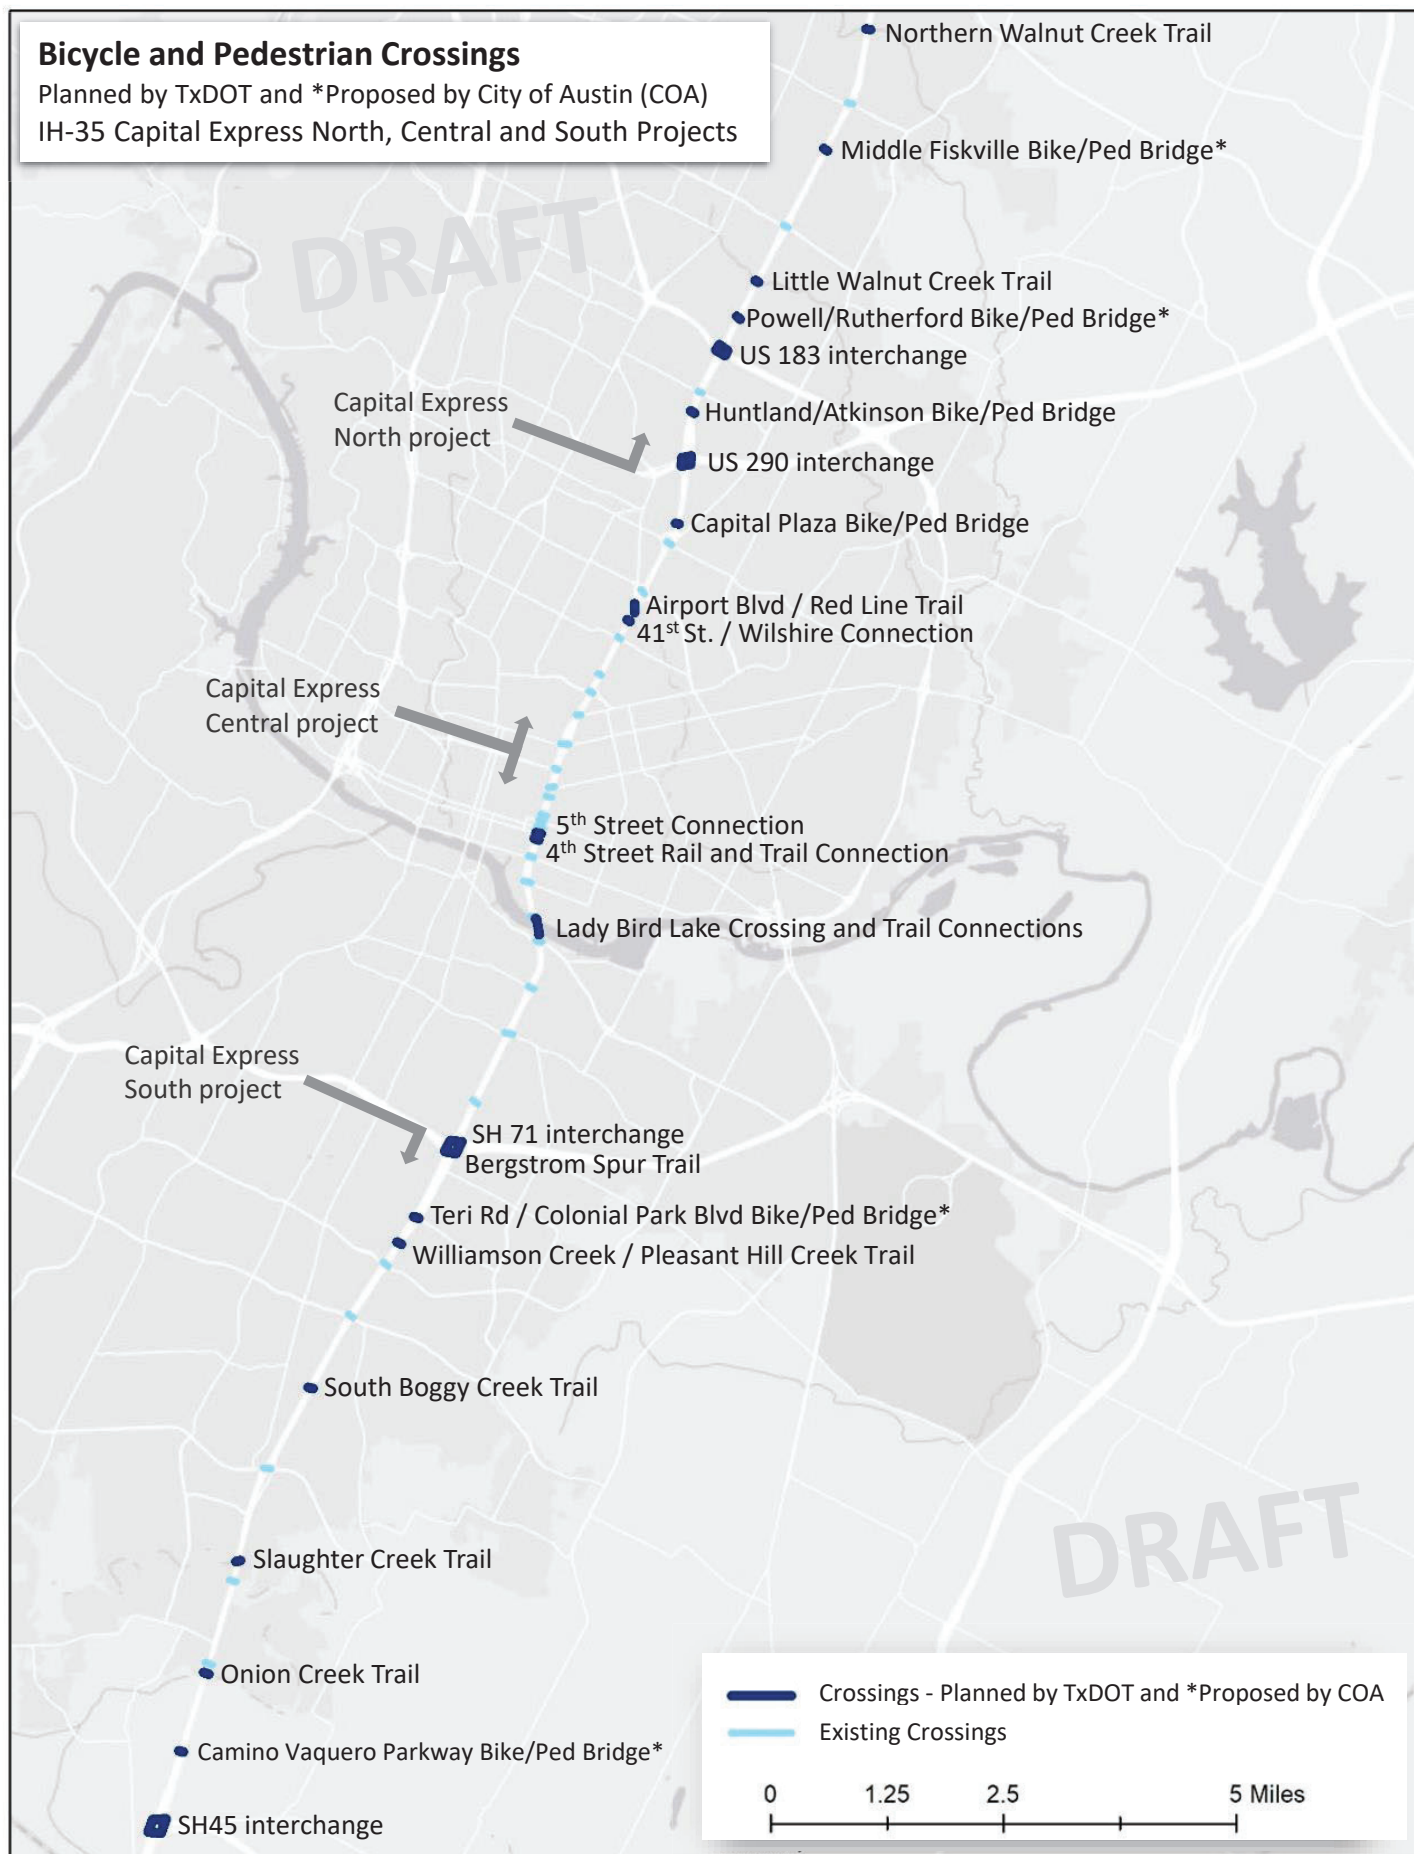 Bicycle and Pedestrian Crossings
Planned by TxDOT and *Proposed by City of Austin (COA)
IH-35 Capital Express North, Central and South Projects
Northern Walnut Creek Trail
Middle Fiskville Bike/Ped Bridge*
DRAFT
Little Walnut Creek Trail
Powell/Rutherford Bike/Ped Bridge*
US 183 interchange
Capital Express
North project
Huntland/Atkinson Bike/Ped Bridge
US 290 interchange
Capital Plaza Bike/Ped Bridge
Airport Blvd / Red Line Trail
41st St. / Wilshire Connection
Capital Express
Central project
5th Street Connection
4th Street Rail and Trail Connection
Lady Bird Lake Crossing and Trail Connections
Capital Express
South project
SH 71 interchange
Bergstrom Spur Trail
Teri Rd / Colonial Park Blvd Bike/Ped Bridge*
Williamson Creek / Pleasant Hill Creek Trail
South Boggy Creek Trail
DRAFT
Slaughter Creek Trail
Onion Creek Trail
Camino Vaquero Parkway Bike/Ped Bridge*
SH45 interchange
Crossings - Planned by TxDOT and *Proposed by COA
Existing Crossings
0 1.25 2.5 5 Miles